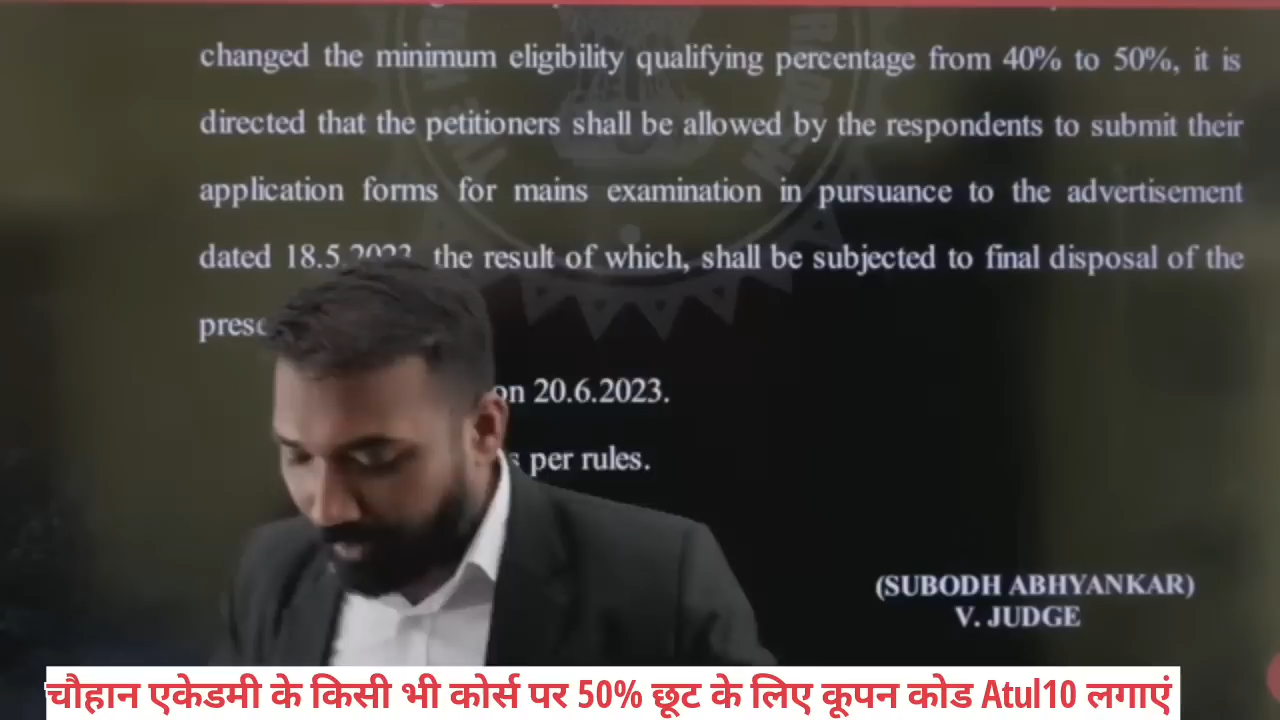 changed the minimum eligibility qualifying percentage from 40% to 50%, it is
directed that the petitioners shall be allowed by the respondents to submit their
application forms for mains examination in pursuance to the advertisement
dated 18.5.2023, the result of which, shall be subjected to final disposal of the
on 20.6.2023.
per rules.
(SUBODH ABHYANKAR)
V. JUDGE
चौहान एकेडमी के किसी भी कोर्स पर 50% छूट के लिए कूपन कोड Atul10 लगाएं